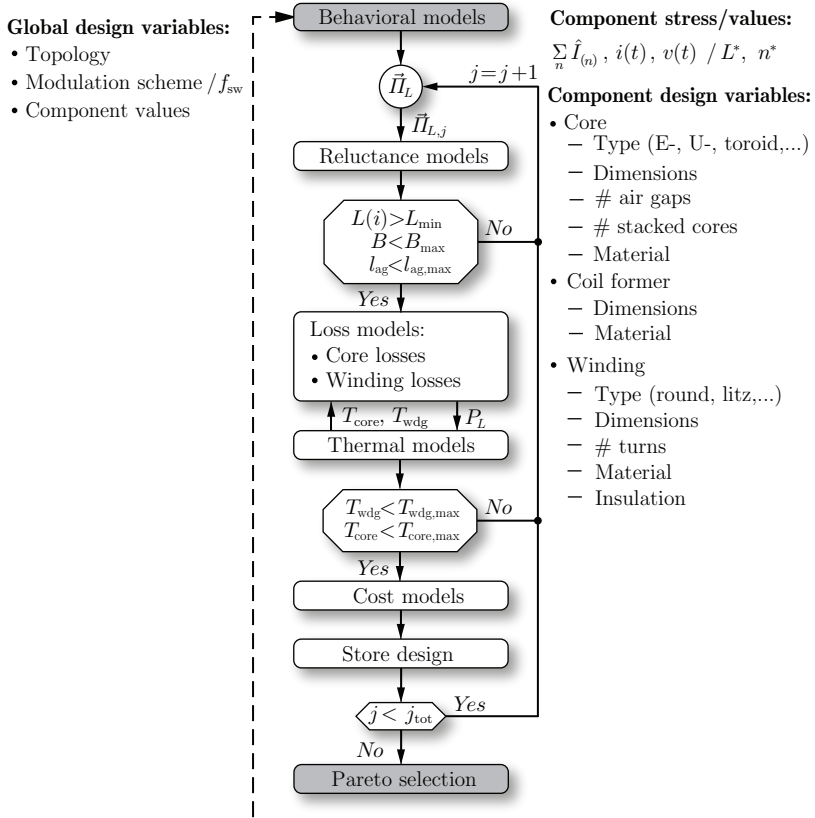 Global design variables:
• Topology
• Modulation scheme / f_sw
• Component values
Behavioral models
j = j + 1
Π⃗_L
Π⃗_L,j
Reluctance models
L(i) > L_min
B < B_max
l_ag < l_ag,max
No
Yes
Loss models:
• Core losses
• Winding losses
T_core, T_wdg
P_L
Thermal models
T_wdg < T_wdg,max
T_core < T_core,max
No
Yes
Cost models
Store design
j < j_tot
Yes
No
Pareto selection
Component stress/values:
∑_n Î_(n), i(t), v(t) / L*, n*
Component design variables:
• Core
– Type (E-, U-, toroid,...)
– Dimensions
– # air gaps
– # stacked cores
– Material
• Coil former
– Dimensions
– Material
• Winding
– Type (round, litz,...)
– Dimensions
– # turns
– Material
– Insulation